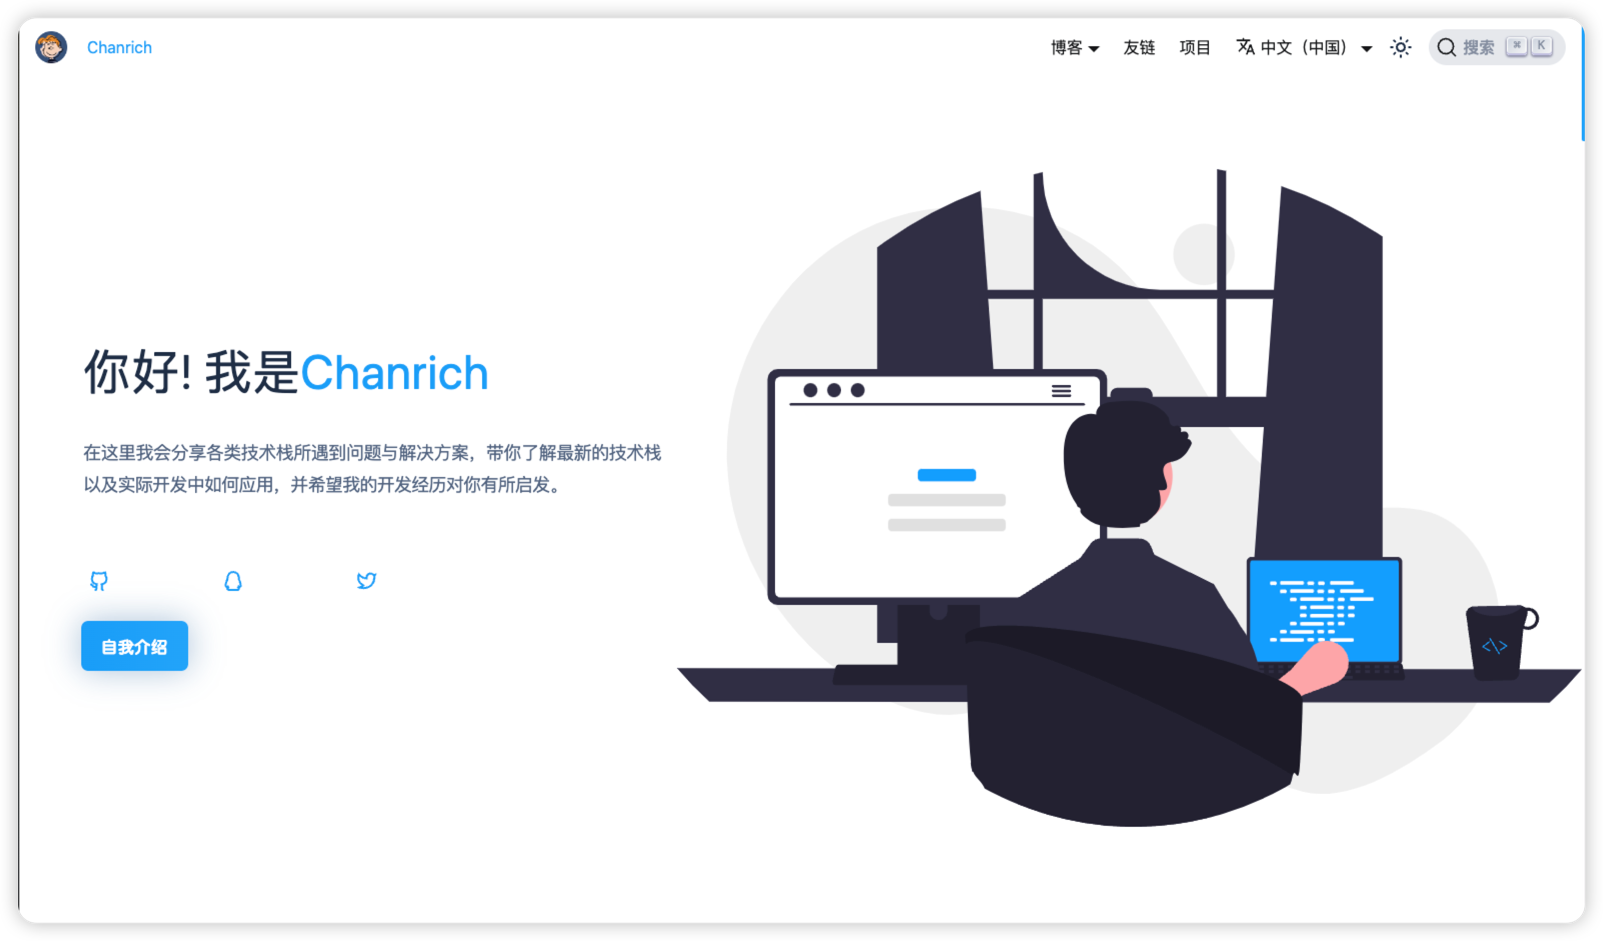 Chanrich
博客 友链 项目 中文（中国） 搜索 ⌘ K
你好! 我是Chanrich
在这里我会分享各类技术栈所遇到问题与解决方案，带你了解最新的技术栈
以及实际开发中如何应用，并希望我的开发经历对你有所启发。
自我介绍
<\>